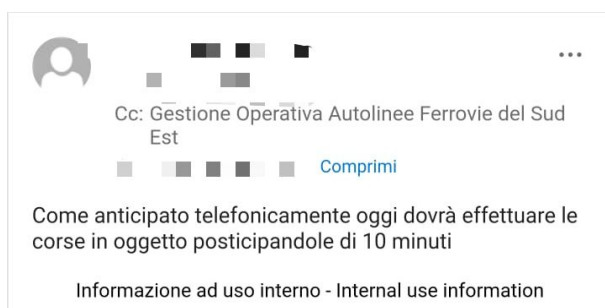 Cc: Gestione Operativa Autolinee Ferrovie del Sud
Est
Comprimi
Come anticipato telefonicamente oggi dovrà effettuare le
corse in oggetto posticipandole di 10 minuti
Informazione ad uso interno - Internal use information